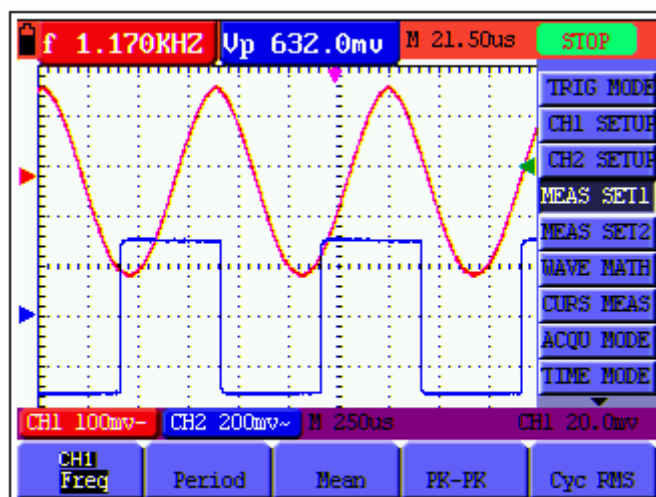 f 1.170KHZ Vp 632.0mv M 21.50us STOP
TRIG MODE
CH1 SETUP
CH2 SETUP
MEAS SET1
MEAS SET2
WAVE MATH
CURS MEAS
ACQU MODE
TIME MODE
CH1 100mv- CH2 200mv~ M 250us CH1 20.0mv
CH1
Freq Period Mean PK-PK Cyc RMS